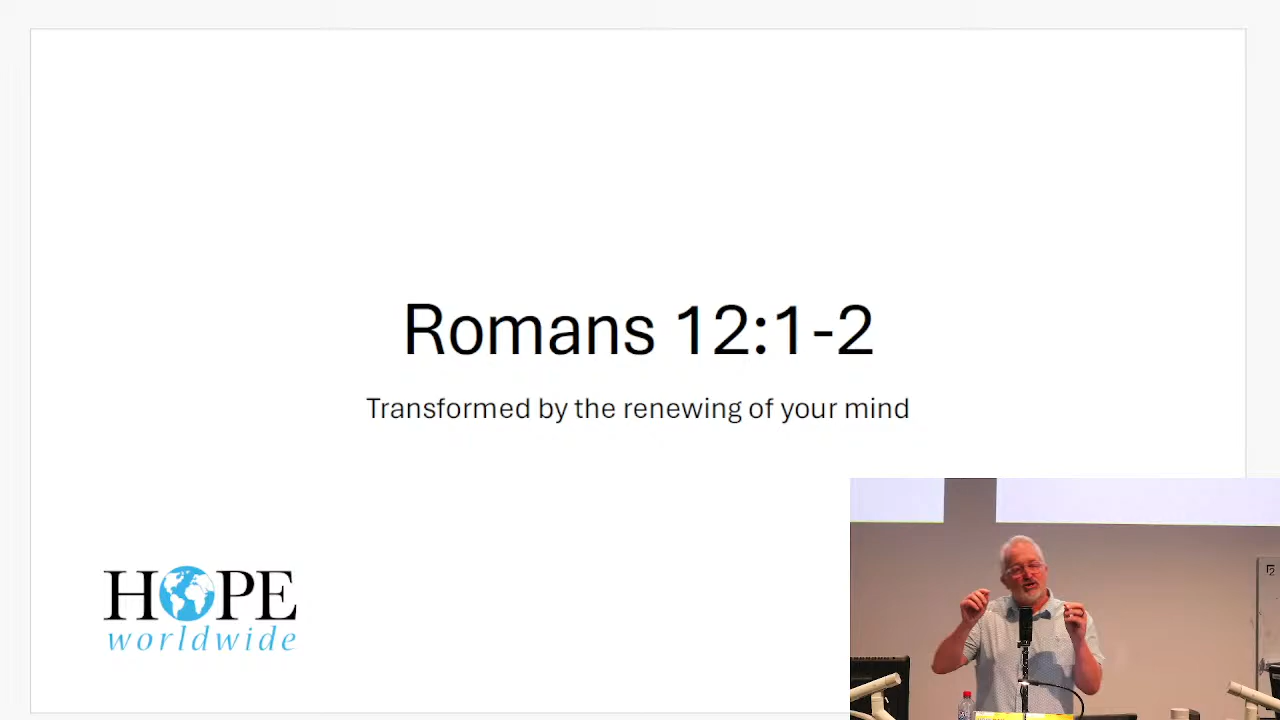 Romans 12:1-2
Transformed by the renewing of your mind
HOPE
worldwide